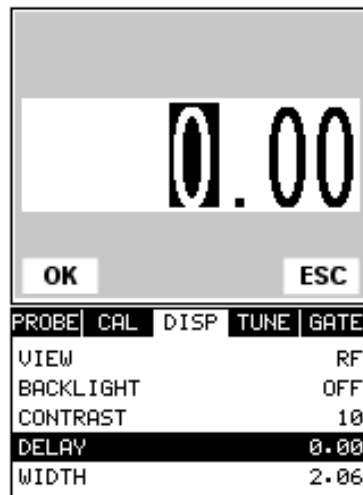 0.00
OK ESC
PROBE CAL DISP TUNE GATE
VIEW RF
BACKLIGHT OFF
CONTRAST 10
DELAY 0.00
WIDTH 2.06